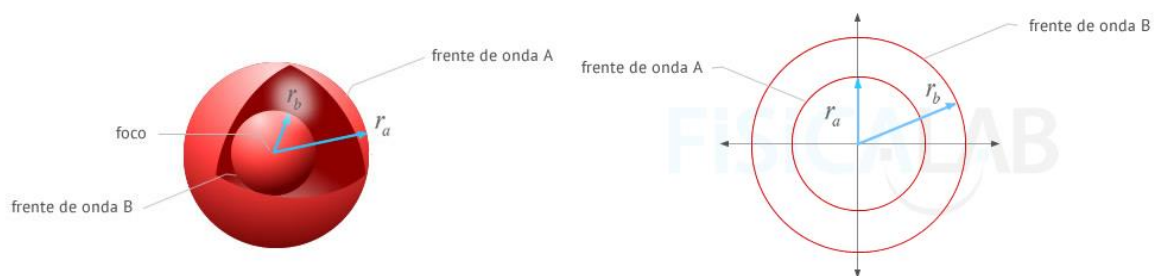 frente de onda A
r_b
r_a
foco
frente de onda B
frente de onda B
frente de onda A
r_b
r_a
FiSICALAB